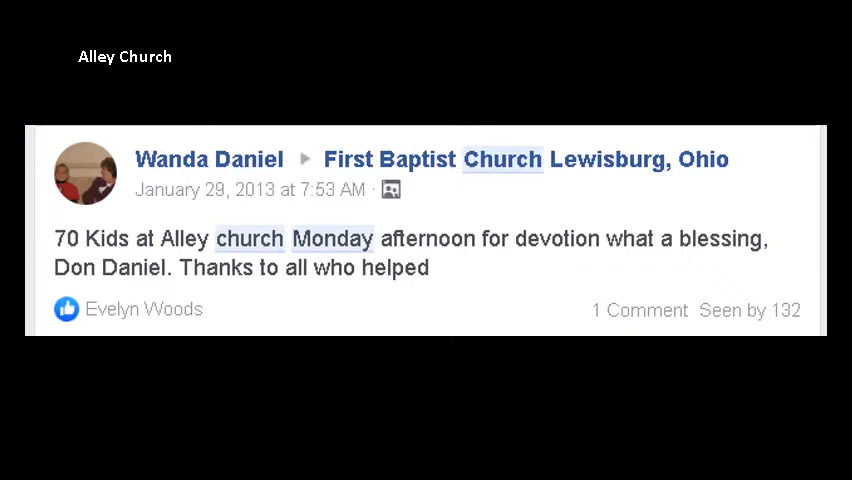 Alley Church
Wanda Daniel ▸ First Baptist Church Lewisburg, Ohio
January 29, 2013 at 7:53 AM ·
70 Kids at Alley church Monday afternoon for devotion what a blessing,
Don Daniel. Thanks to all who helped
Evelyn Woods 1 Comment Seen by 132